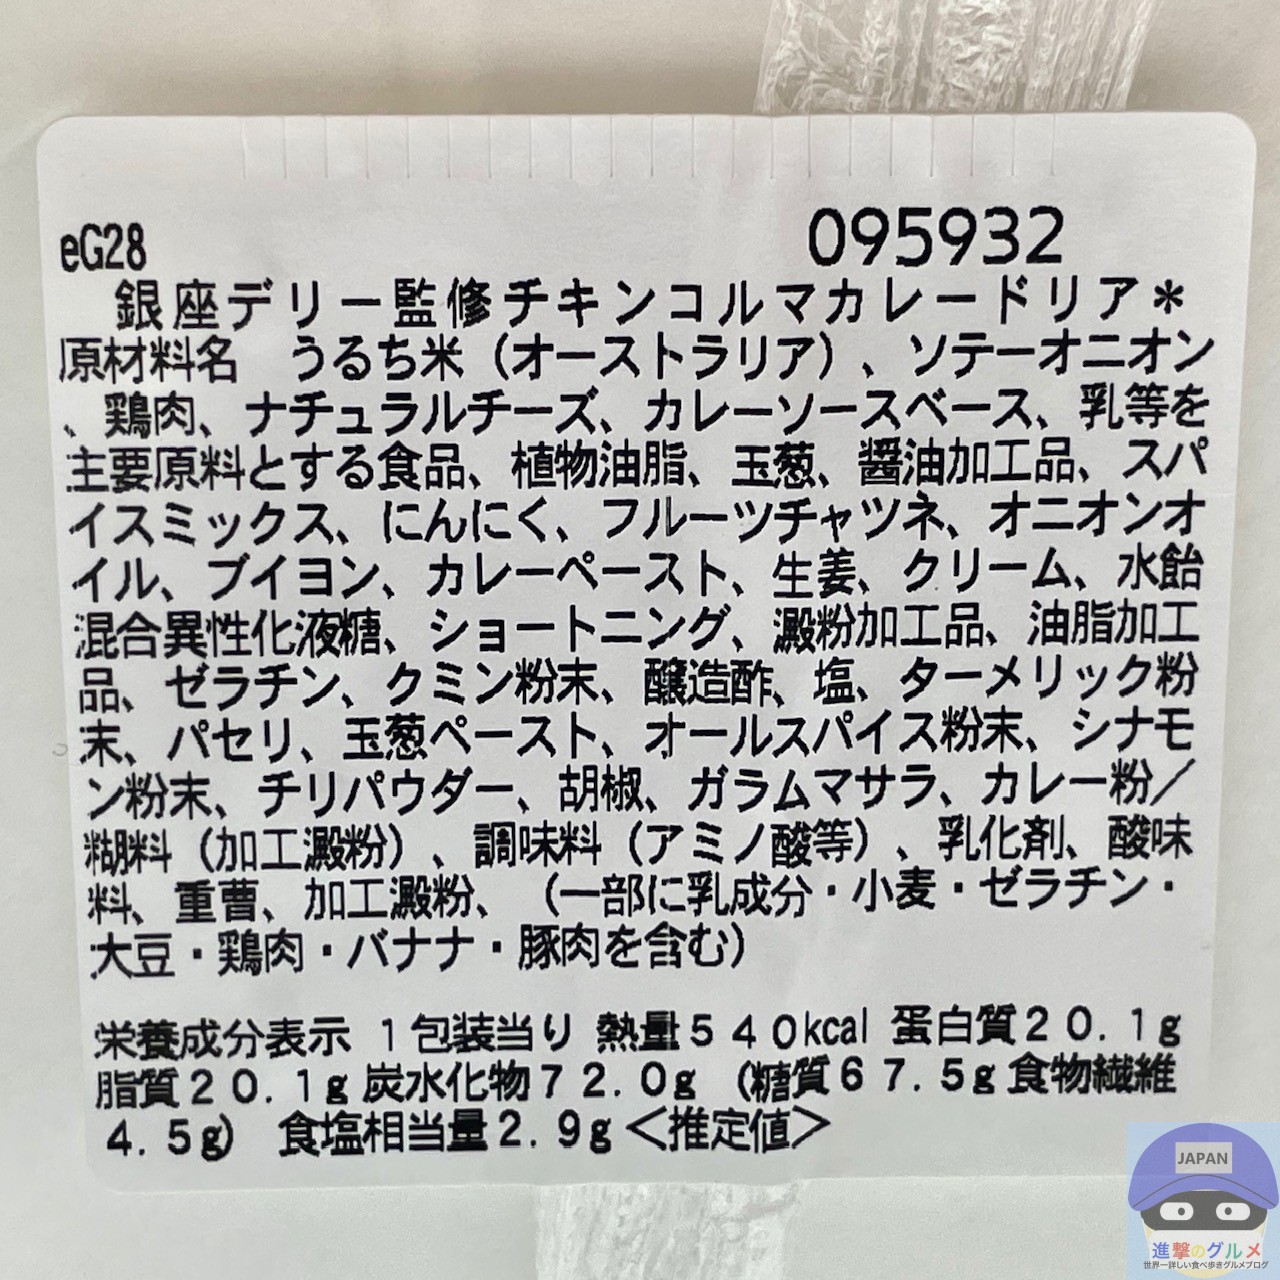 eG28 095932
銀座デリー監修チキンコルマカレードリア＊
原材料名 うるち米（オーストラリア）、ソテーオニオン
、鶏肉、ナチュラルチーズ、カレーソースベース、乳等を
主要原料とする食品、植物油脂、玉葱、醤油加工品、スパ
イスミックス、にんにく、フルーツチャツネ、オニオンオ
イル、ブイヨン、カレーペースト、生姜、クリーム、水飴
混合異性化液糖、ショートニング、澱粉加工品、油脂加工
品、ゼラチン、クミン粉末、醸造酢、塩、ターメリック粉
末、パセリ、玉葱ペースト、オールスパイス粉末、シナモ
ン粉末、チリパウダー、胡椒、ガラムマサラ、カレー粉／
糊料（加工澱粉）、調味料（アミノ酸等）、乳化剤、酸味
料、重曹、加工澱粉、（一部に乳成分・小麦・ゼラチン・
大豆・鶏肉・バナナ・豚肉を含む）
栄養成分表示 １包装当り 熱量５４０kcal 蛋白質２０.１g
脂質２０.１g 炭水化物７２.０g （糖質６７.５g 食物繊維
４.５g） 食塩相当量２.９g＜推定値＞
JAPAN
進撃のグルメ
世界一詳しい食べ歩きグルメブログ